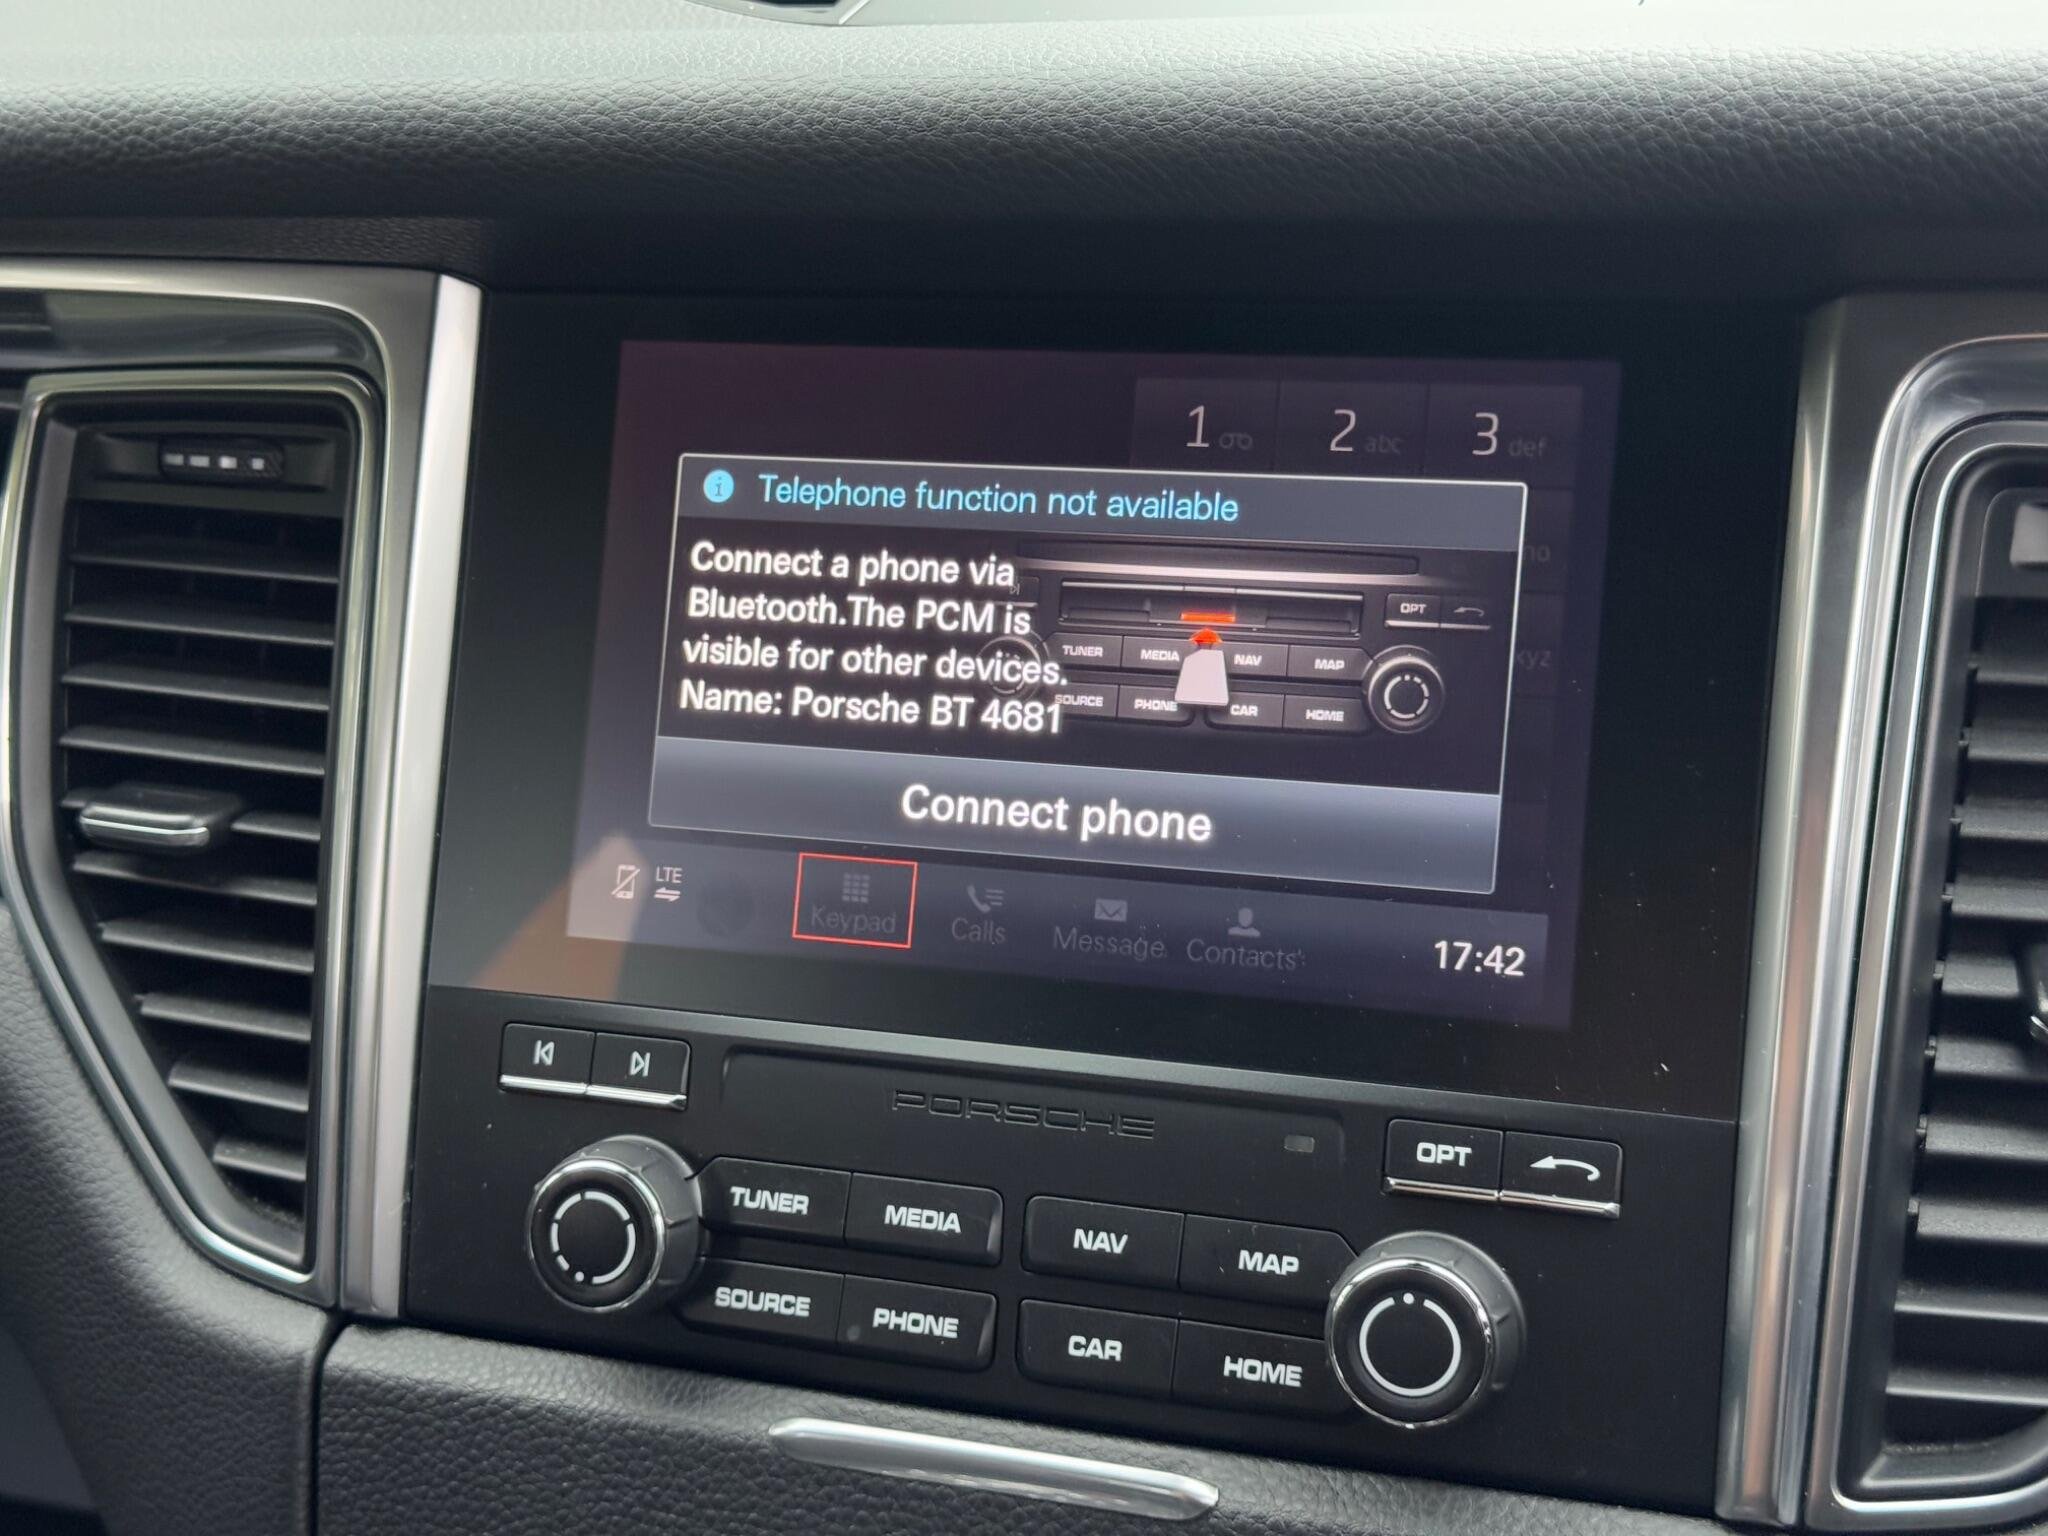 1
2 abc
3 def
Telephone function not available
Connect a phone via
Bluetooth.The PCM is
visible for other devices.
Name: Porsche BT 4681
OPT
TUNER MEDIA NAV MAP
SOURCE PHONE CAR HOME
Connect phone
LTE
Keypad
Calls
Message
Contacts
17:42
PORSCHE
OPT
TUNER MEDIA NAV MAP
SOURCE PHONE CAR HOME